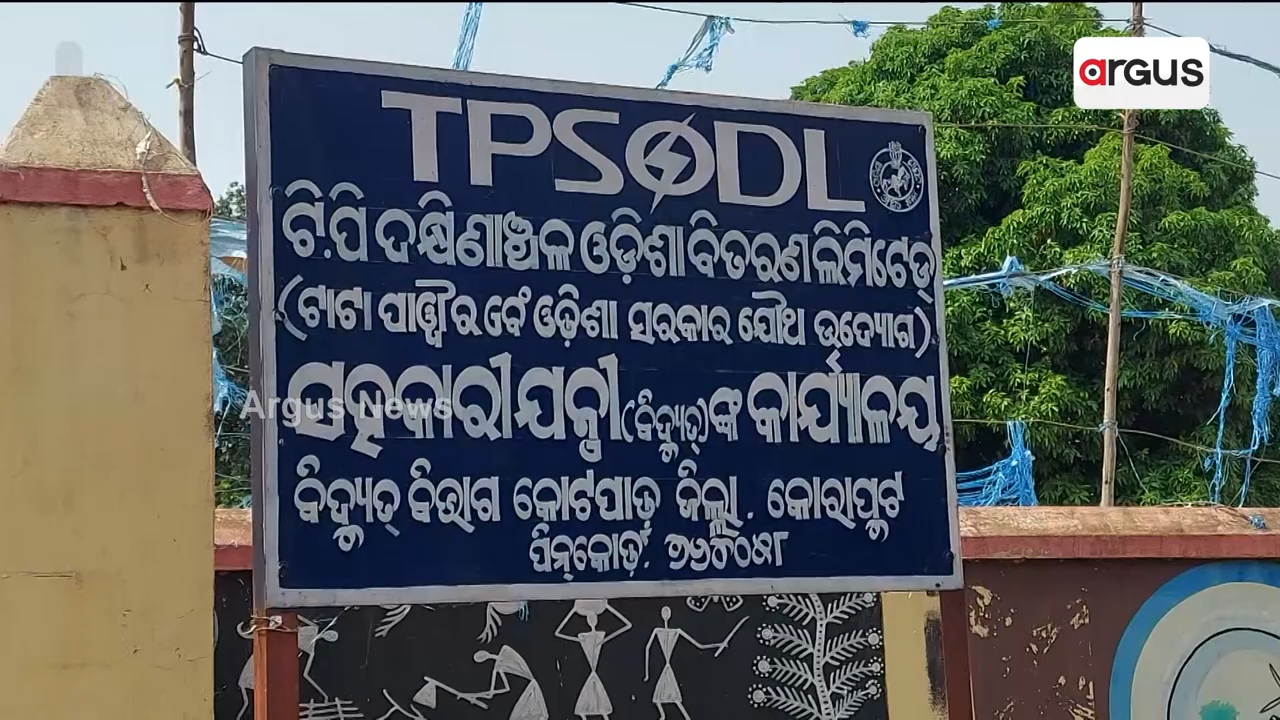 argus
TPSODL
ଟି.ପି ଦକ୍ଷିଣାଞ୍ଚଳ ଓଡ଼ିଶା ବିତରଣ ଲିମିଟେଡ୍
(ଟାଟା ପାୱ୍ୱାର ଏବଂ ଓଡ଼ିଶା ସରକାର ଯୌଥ ଉଦ୍ୟୋଗ)
ସହକାରୀ ଯନ୍ତ୍ରୀ (ବିଦ୍ୟୁତ୍)ଙ୍କ କାର୍ଯ୍ୟାଳୟ
Argus News
ବିଦ୍ୟୁତ୍ ବିଭାଗ କୋଟପାଡ଼ ଜିଲ୍ଲା . କୋରାପୁଟ
ପିନ୍‌କୋଡ଼. ୭୬୪୦୫୮